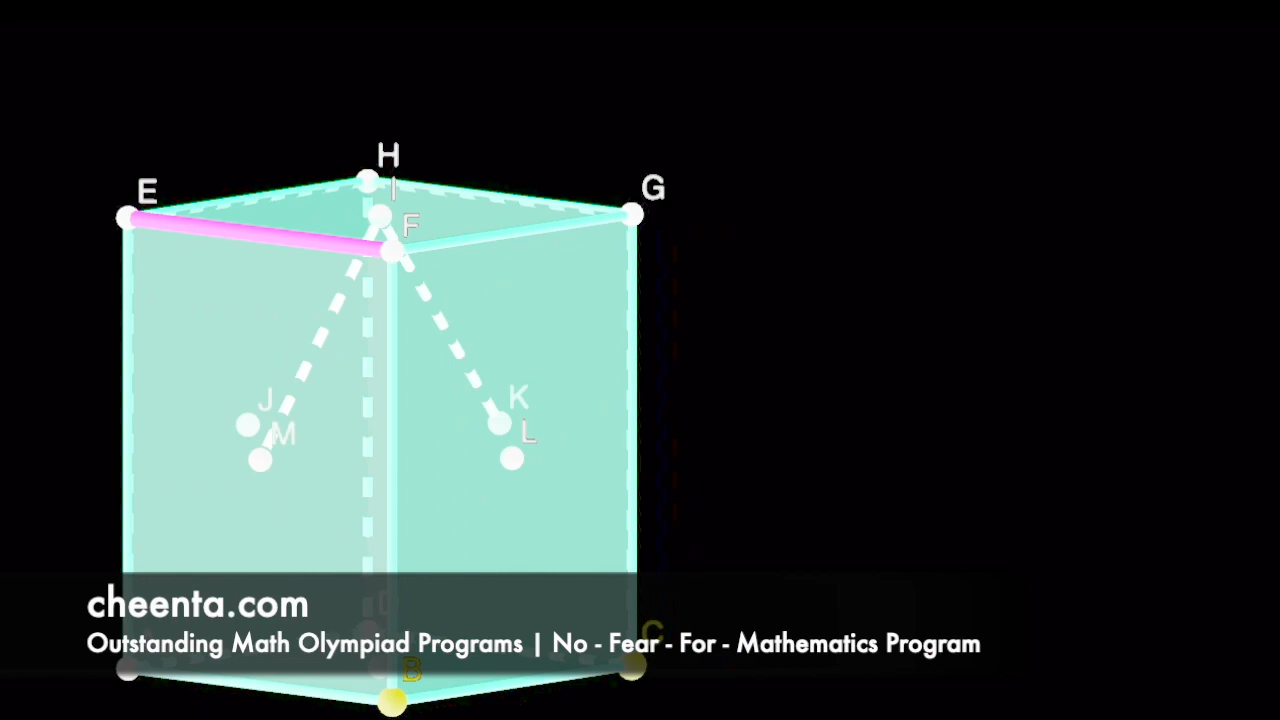 H
E
I
G
F
J
K
M
L
D
C
B
cheenta.com
Outstanding Math Olympiad Programs | No - Fear - For - Mathematics Program